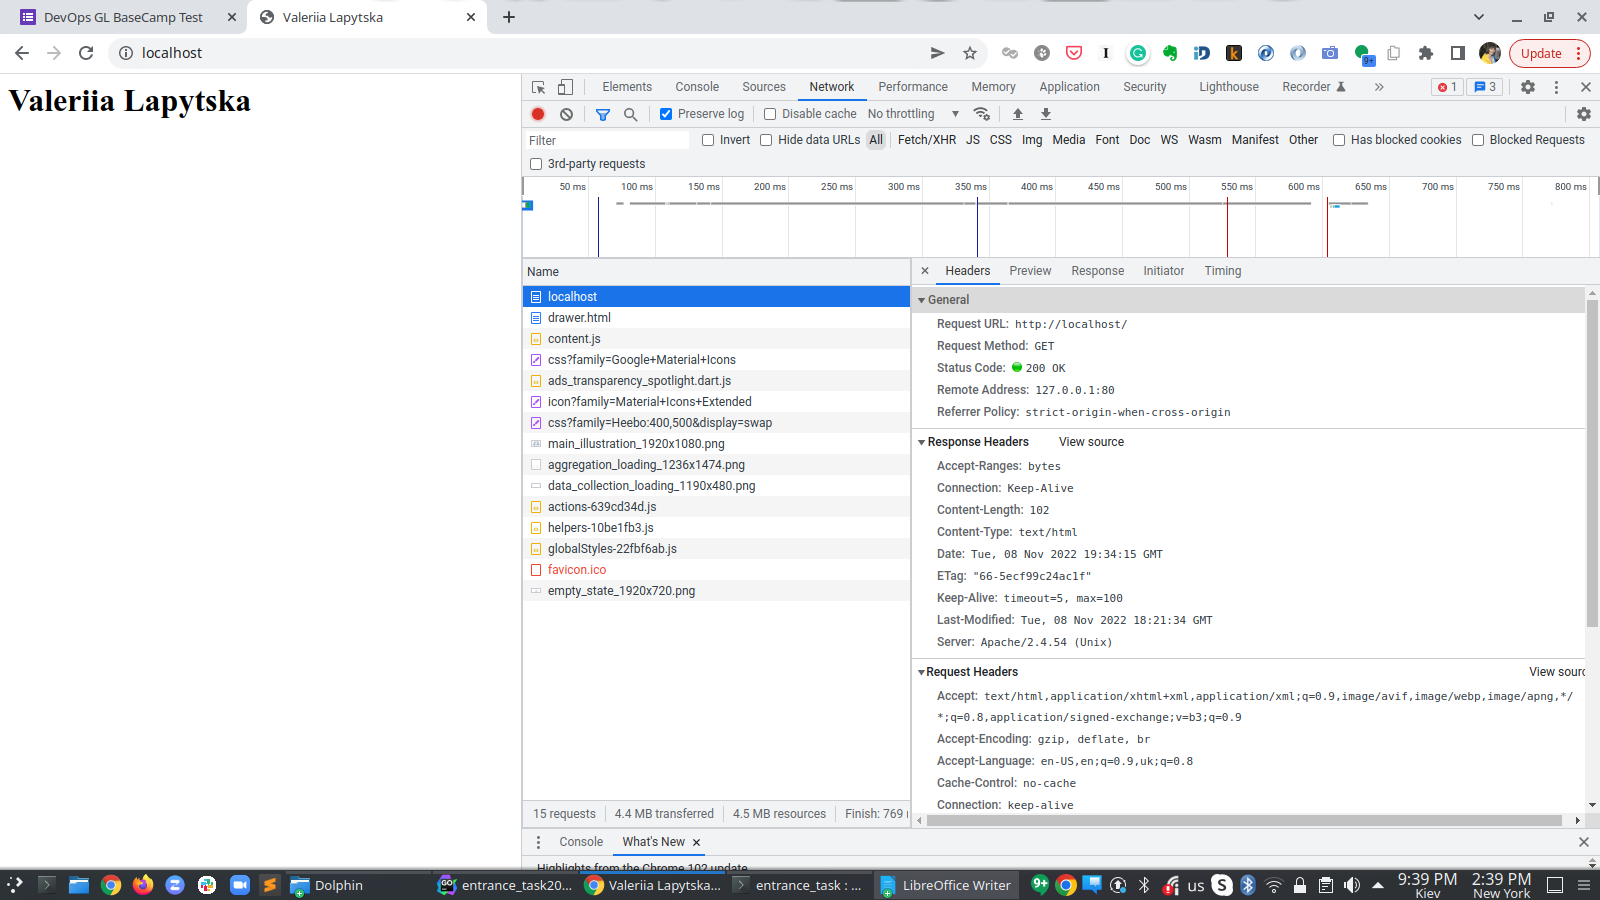 DevOps GL BaseCamp Test
Valeriia Lapytska
localhost
Update
9+
Valeriia Lapytska
Elements Console Sources Network Performance Memory Application Security Lighthouse Recorder
1 3
Preserve log Disable cache No throttling
Filter
Invert Hide data URLs All Fetch/XHR JS CSS Img Media Font Doc WS Wasm Manifest Other Has blocked cookies Blocked Requests
3rd-party requests
50 ms 100 ms 150 ms 200 ms 250 ms 300 ms 350 ms 400 ms 450 ms 500 ms 550 ms 600 ms 650 ms 700 ms 750 ms 800 ms
Name
localhost
drawer.html
content.js
css?family=Google+Material+Icons
ads_transparency_spotlight.dart.js
icon?family=Material+Icons+Extended
css?family=Heebo:400,500&display=swap
main_illustration_1920x1080.png
aggregation_loading_1236x1474.png
data_collection_loading_1190x480.png
actions-639cd34d.js
helpers-10be1fb3.js
globalStyles-22fbf6ab.js
favicon.ico
empty_state_1920x720.png
15 requests 4.4 MB transferred 4.5 MB resources Finish: 769
Headers Preview Response Initiator Timing
General
Request URL: http://localhost/
Request Method: GET
Status Code: 200 OK
Remote Address: 127.0.0.1:80
Referrer Policy: strict-origin-when-cross-origin
Response Headers View source
Accept-Ranges: bytes
Connection: Keep-Alive
Content-Length: 102
Content-Type: text/html
Date: Tue, 08 Nov 2022 19:34:15 GMT
ETag: "66-5ecf99c24ac1f"
Keep-Alive: timeout=5, max=100
Last-Modified: Tue, 08 Nov 2022 18:21:34 GMT
Server: Apache/2.4.54 (Unix)
Request Headers View sourc
Accept: text/html,application/xhtml+xml,application/xml;q=0.9,image/avif,image/webp,image/apng,*/
*;q=0.8,application/signed-exchange;v=b3;q=0.9
Accept-Encoding: gzip, deflate, br
Accept-Language: en-US,en;q=0.9,uk;q=0.8
Cache-Control: no-cache
Connection: keep-alive
Console What's New
Highlights from the Chrome 102 update
Dolphin
entrance_task20...
Valeriia Lapytska...
entrance_task : ...
LibreOffice Writer
9+
us
9:39 PM
Kiev
2:39 PM
New York